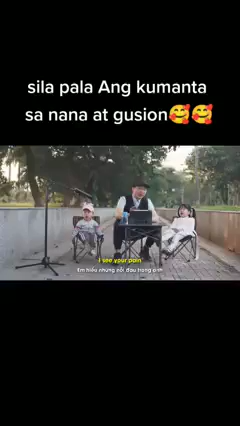 sila pala Ang kumanta
sa nana at gusion🥰🥰
I see your pain
Em hiểu những nỗi đau trong anh